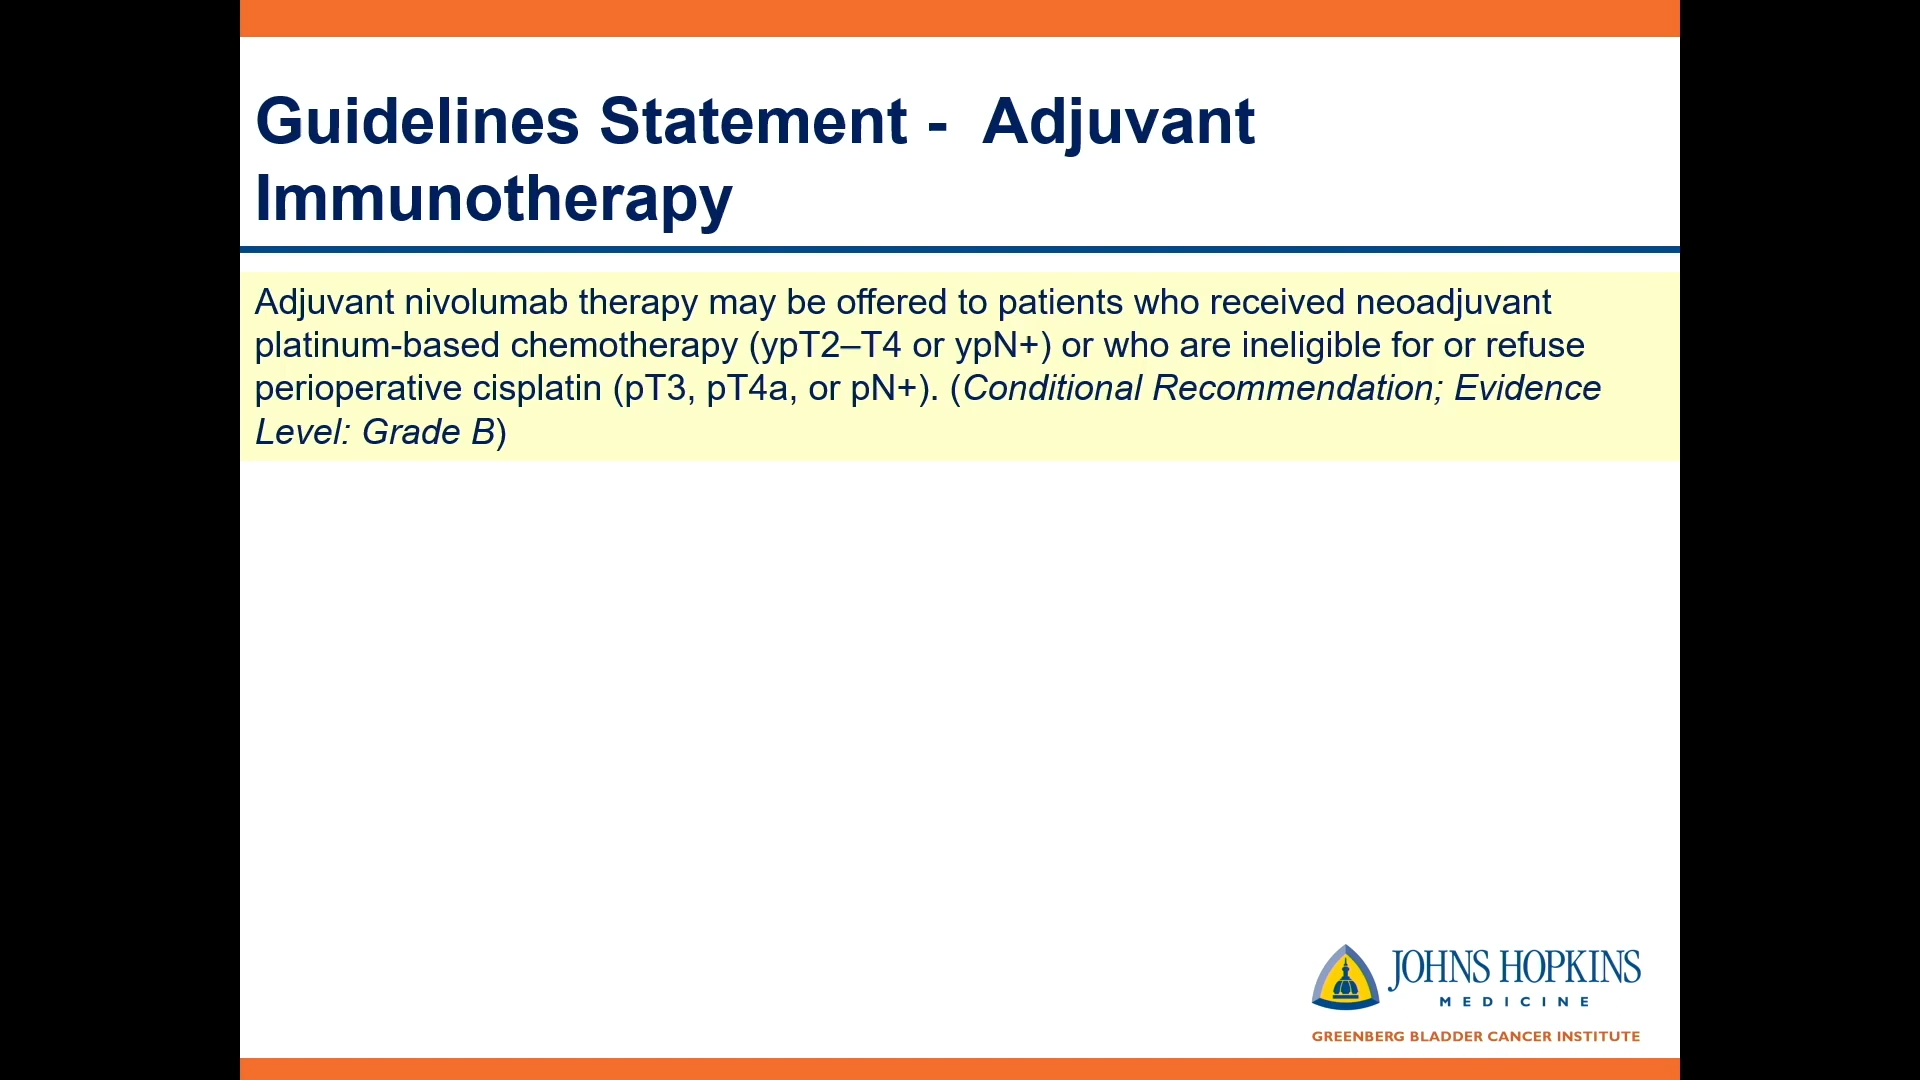 Guidelines Statement -  Adjuvant
Immunotherapy
Adjuvant nivolumab therapy may be offered to patients who received neoadjuvant
platinum-based chemotherapy (ypT2–T4 or ypN+) or who are ineligible for or refuse
perioperative cisplatin (pT3, pT4a, or pN+). (Conditional Recommendation; Evidence
Level: Grade B)
JOHNS HOPKINS
MEDICINE
GREENBERG BLADDER CANCER INSTITUTE